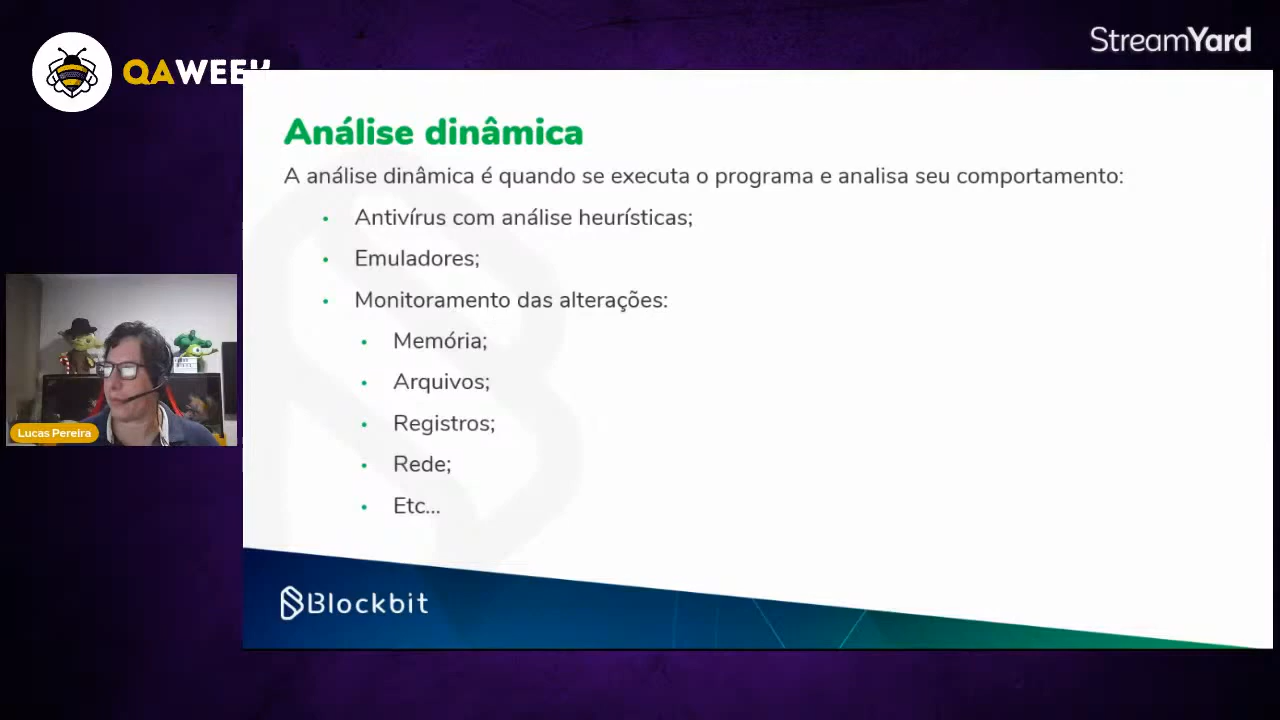 QAWEEK
StreamYard
Análise dinâmica
A análise dinâmica é quando se executa o programa e analisa seu comportamento:
• Antivírus com análise heurísticas;
• Emuladores;
• Monitoramento das alterações:
• Memória;
• Arquivos;
• Registros;
• Rede;
• Etc...
Lucas Pereira
Blockbit